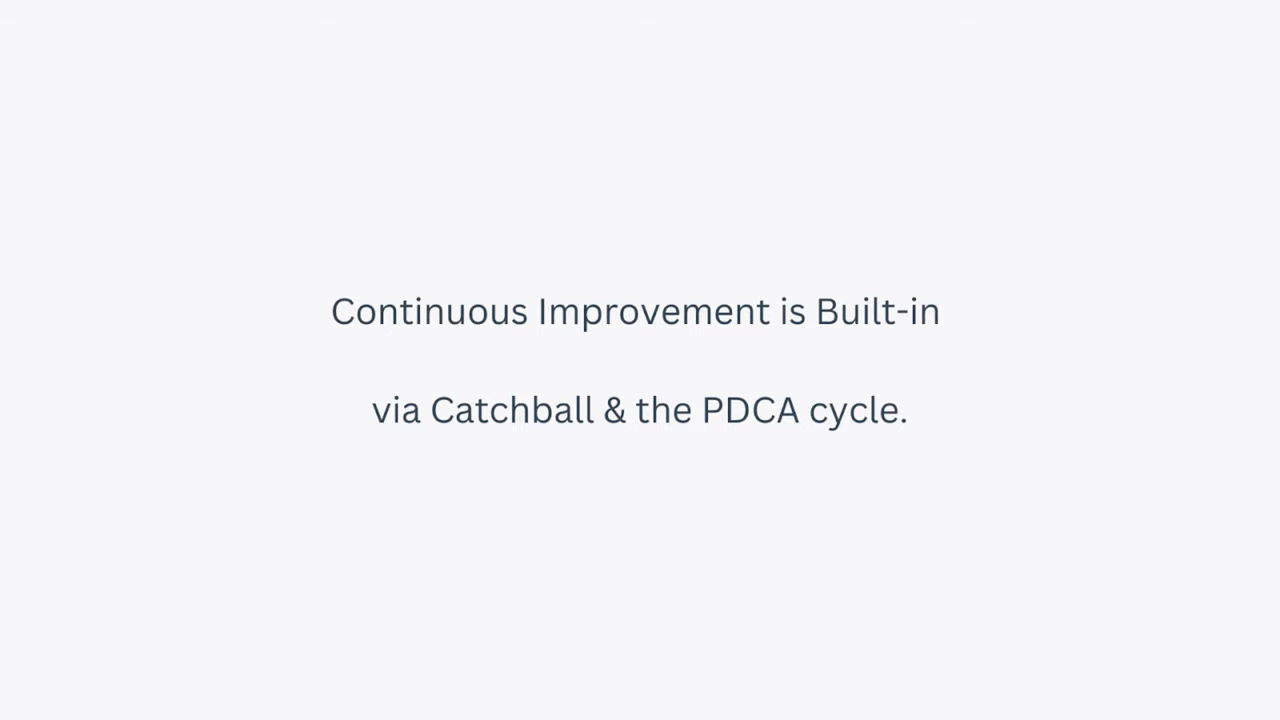 Continuous Improvement is Built-in
via Catchball & the PDCA cycle.